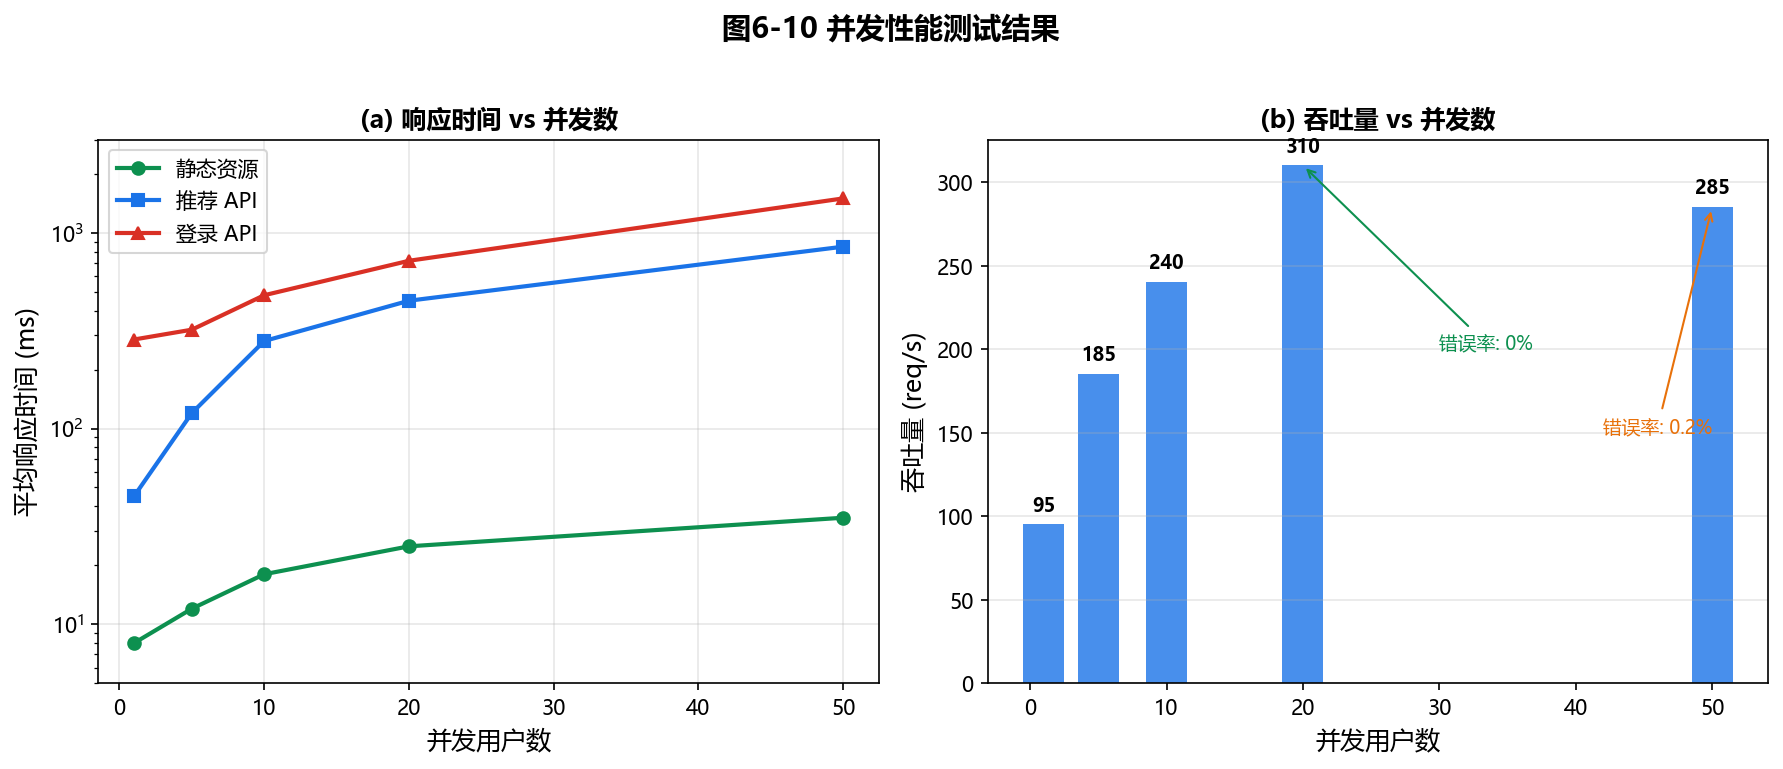 图6-10 并发性能测试结果
(a) 响应时间 vs 并发数
静态资源
推荐 API
登录 API
平均响应时间 (ms)
10³
10²
10¹
0 10 20 30 40 50
并发用户数
(b) 吞吐量 vs 并发数
吞吐量 (req/s)
300
250
200
150
100
50
0
95
185
240
310
285
错误率: 0%
错误率: 0.2%
0 10 20 30 40 50
并发用户数